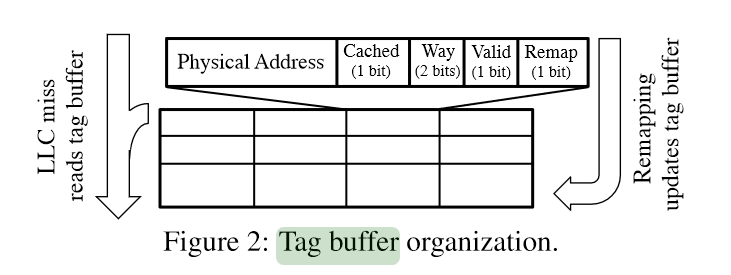 LLC miss
reads tag buffer
Physical Address
Cached
(1 bit)
Way
(2 bits)
Valid
(1 bit)
Remap
(1 bit)
Remapping
updates tag buffer
Figure 2: Tag buffer organization.